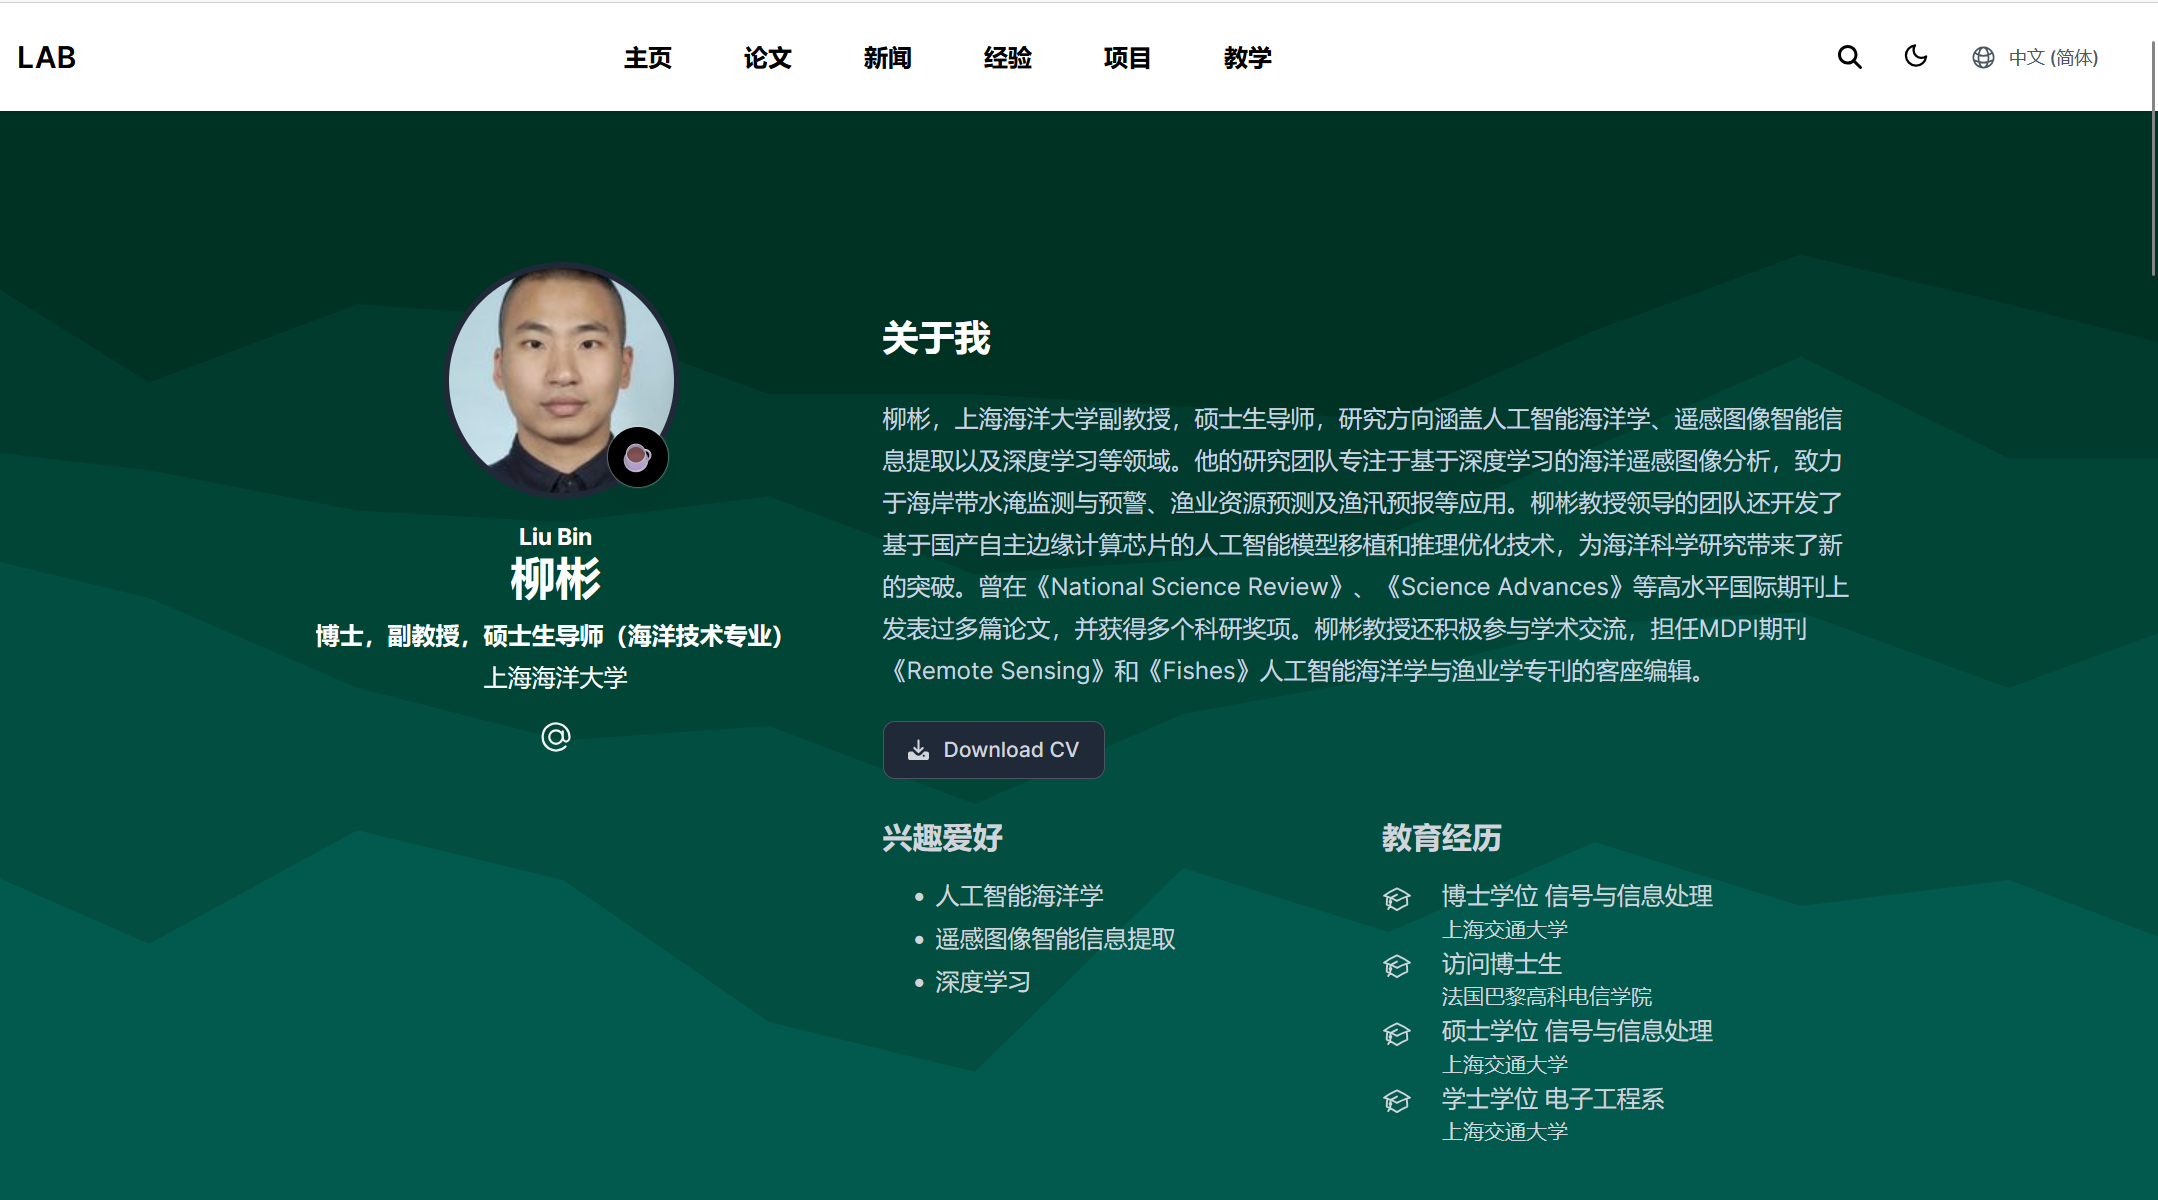 LAB
主页
论文
新闻
经验
项目
教学
中文 (简体)
Liu Bin
柳彬
博士，副教授，硕士生导师（海洋技术专业）
上海海洋大学
关于我
柳彬，上海海洋大学副教授，硕士生导师，研究方向涵盖人工智能海洋学、遥感图像智能信
息提取以及深度学习等领域。他的研究团队专注于基于深度学习的海洋遥感图像分析，致力
于海岸带水淹监测与预警、渔业资源预测及渔汛预报等应用。柳彬教授领导的团队还开发了
基于国产自主边缘计算芯片的人工智能模型移植和推理优化技术，为海洋科学研究带来了新
的突破。曾在《National Science Review》、《Science Advances》等高水平国际期刊上
发表过多篇论文，并获得多个科研奖项。柳彬教授还积极参与学术交流，担任MDPI期刊
《Remote Sensing》和《Fishes》人工智能海洋学与渔业学专刊的客座编辑。
Download CV
兴趣爱好
人工智能海洋学
遥感图像智能信息提取
深度学习
教育经历
博士学位 信号与信息处理
上海交通大学
访问博士生
法国巴黎高科电信学院
硕士学位 信号与信息处理
上海交通大学
学士学位 电子工程系
上海交通大学